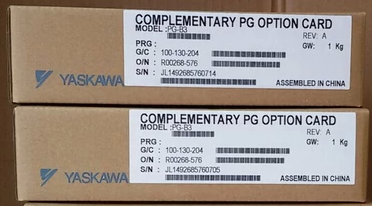 COMPLEMENTARY PG OPTION CARD
MODEL : PG-B3
REV: A
PRG :
GW: 1 Kg
G/C : 100-130-204
O/N : R00268-576
S/N : JL1492685760714
YASKAWA
ASSEMBLED IN CHINA
COMPLEMENTARY PG OPTION CARD
MODEL : PG-B3
REV: A
PRG :
GW: 1 Kg
G/C : 100-130-204
O/N : R00268-576
S/N : JL1492685760705
YASKAWA
ASSEMBLED IN CHINA